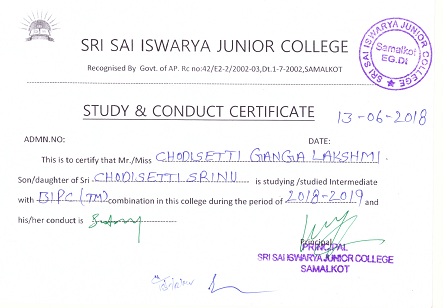 SRI SAI ISWARYA JUNIOR COLLEGE
Recognised By Govt. of AP. Rc no:42/E2-2/2002-03,Dt.1-7-2002,SAMALKOT
SRI SAI ISWARYA JUNIOR COLLEGE
Samalkot
EG.Dt
STUDY & CONDUCT CERTIFICATE 13-06-2018
ADMN.NO: DATE:
This is to certify that Mr./Miss CHODISETTI GANGA LAKSHMI.
Son/daughter of Sri CHODISETTI SRINU is studying /studied Intermediate
with BIPC (TM) combination in this college during the period of 2018-2019 and
his/her conduct is
Principal
PRINCIPAL
SRI SAI ISWARYA JUNIOR COLLEGE
SAMALKOT